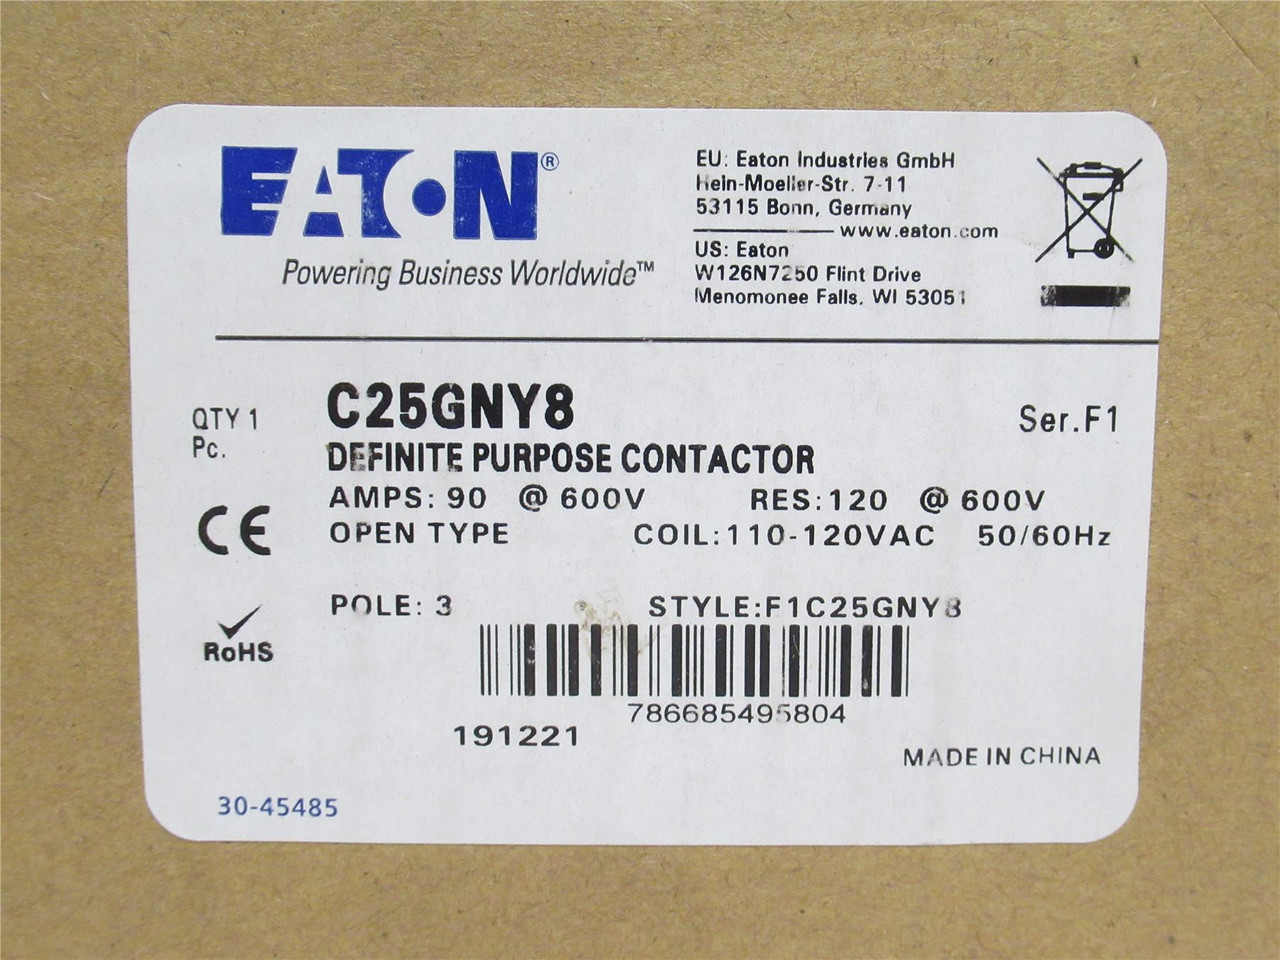 EATON®
Powering Business Worldwide™
EU: Eaton Industries GmbH
Hein-Moeller-Str. 7-11
53115 Bonn, Germany
www.eaton.com
US: Eaton
W126N7250 Flint Drive
Menomonee Falls, WI 53051
QTY 1
Pc.
C25GNY8
Ser.F1
DEFINITE PURPOSE CONTACTOR
AMPS: 90 @ 600V RES:120 @ 600V
OPEN TYPE COIL:110-120VAC 50/60Hz
CE
POLE: 3 STYLE:F1C25GNY8
RoHS
786685495804
191221
MADE IN CHINA
30-45485